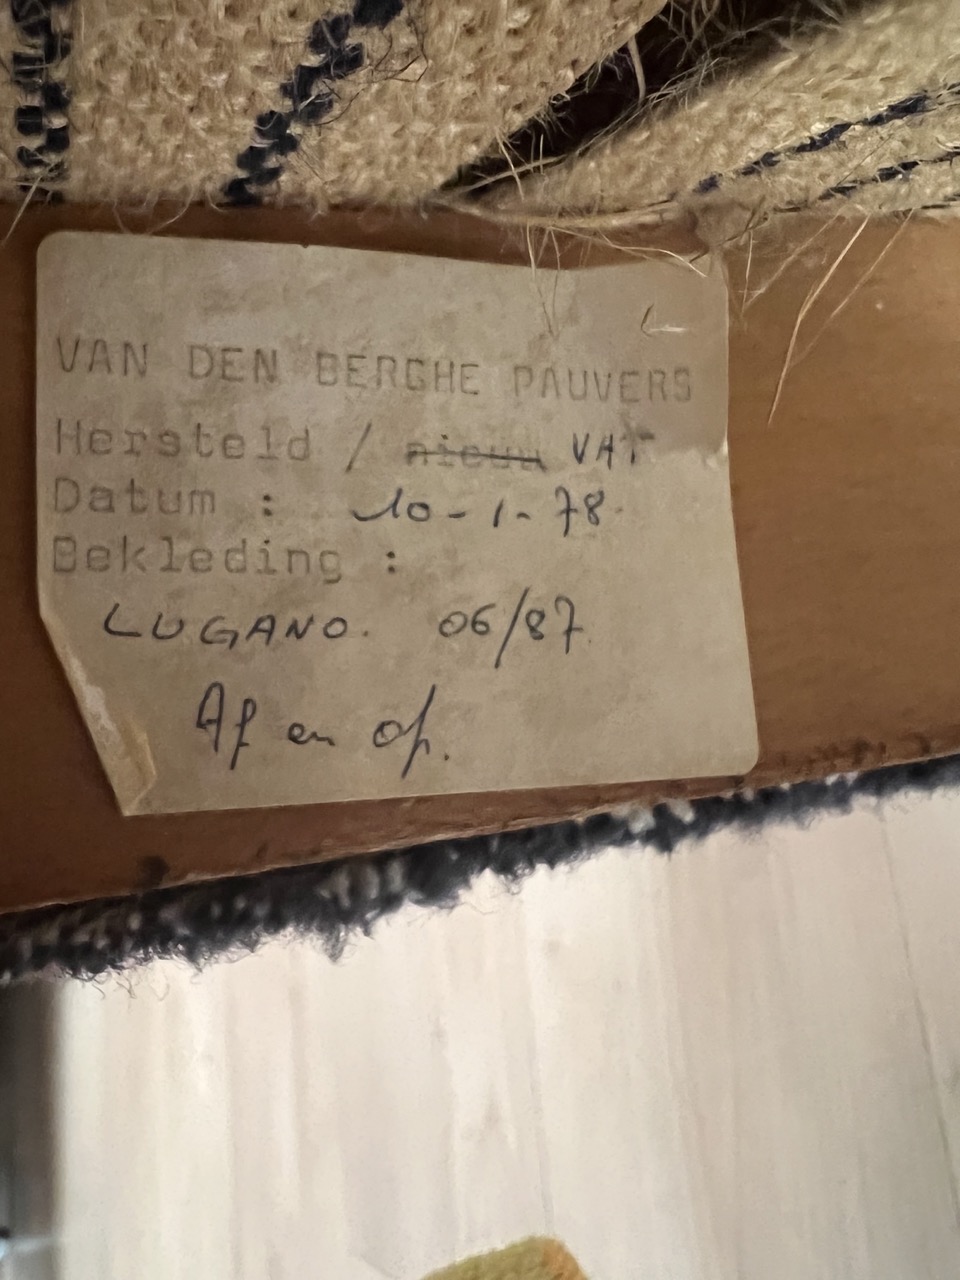 VAN DEN BERGHE PAUVERS
Hersteld / nieuw VAT
Datum : 10-1-78.
Bekleding :
LUGANO. 06/87
Af en op.